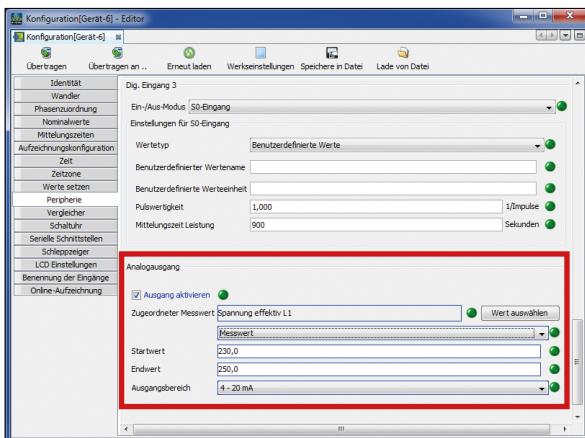 Konfiguration[Gerät-6] - Editor
Konfiguration[Gerät-6]
Übertragen
Übertragen an ..
Erneut laden
Werkseinstellungen
Speichere in Datei
Lade von Datei
Identität
Wandler
Phasenzuordnung
Nominalwerte
Mittelungszeiten
Aufzeichnungskonfiguration
Zeit
Zeitzone
Werte setzen
Peripherie
Vergleicher
Schaltuhr
Serielle Schnittstellen
Schleppzeiger
LCD Einstellungen
Benennung der Eingänge
Online-Aufzeichnung
Dig. Eingang 3
Ein-/Aus-Modus S0-Eingang
Einstellungen für S0-Eingang
Wertetyp Benutzerdefinierte Werte
Benutzerdefinierter Wertename
Benutzerdefinierte Werteeinheit
Pulswertigkeit 1,000 1/Impulse
Mittelungszeit Leistung 900 Sekunden
Analogausgang
Ausgang aktivieren
Zugeordneter Messwert Spannung effektiv L1 Wert auswählen
Messwert
Startwert 230,0
Endwert 250,0
Ausgangsbereich 4 - 20 mA